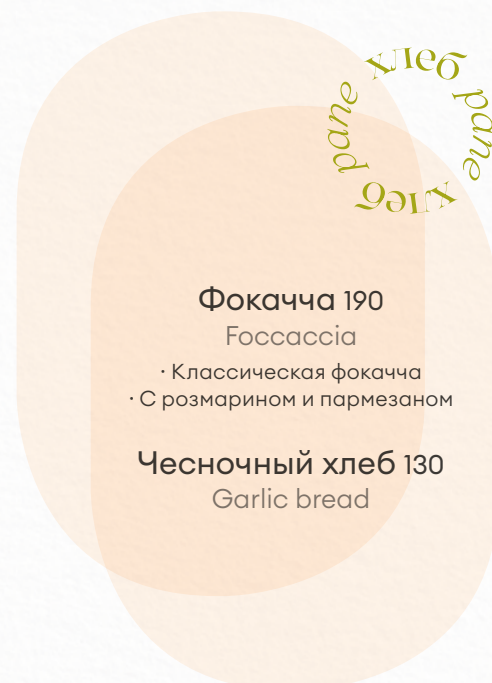 хлеб pane хлеб pane
Фокачча 190
Foccaccia
· Классическая фокачча
· С розмарином и пармезаном
Чесночный хлеб 130
Garlic bread